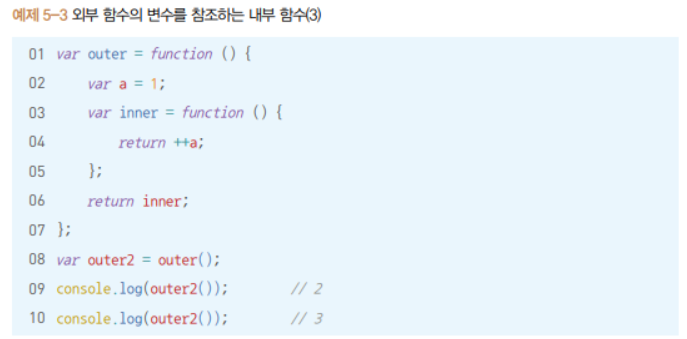 예제 5-3 외부 함수의 변수를 참조하는 내부 함수(3)
01 var outer = function () {
02     var a = 1;
03     var inner = function () {
04         return ++a;
05     };
06     return inner;
07 };
08 var outer2 = outer();
09 console.log(outer2());        // 2
10 console.log(outer2());        // 3